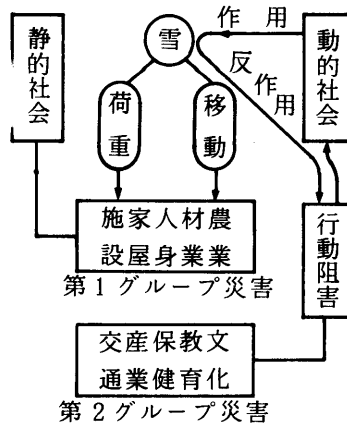 静的社会
雪
作用
反作用
動的社会
荷重
移動
施家人材農
設屋身業業
第1グループ災害
行動阻害
交産保教文
通業健育化
第2グループ災害